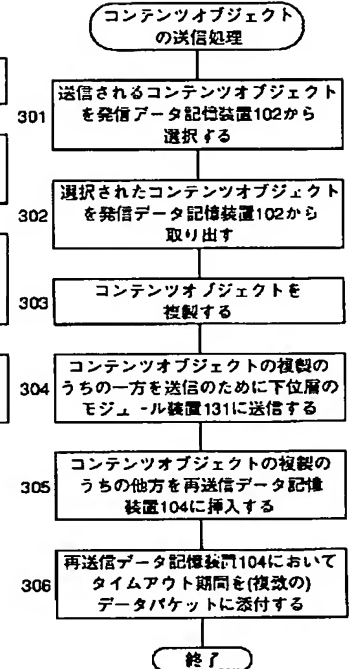 コンテンツオブジェクト
の送信処理
301
送信されるコンテンツオブジェクト
を発信データ記憶装置102から
選択する
302
選択されたコンテンツオブジェクト
を発信データ記憶装置102から
取り出す
303
コンテンツオブジェクトを
複製する
304
コンテンツオブジェクトの複製の
うちの一方を送信のために下位層の
モジュール装置131に送信する
305
コンテンツオブジェクトの複製の
うちの他方を再送信データ記憶
装置104に挿入する
306
再送信データ記憶装置104において
タイムアウト期間を(複数の)
データパケットに添付する
終了